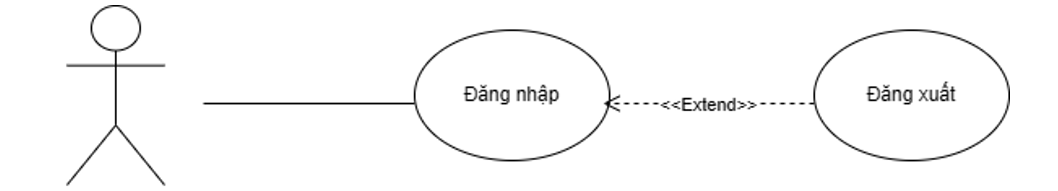 Đăng nhập
<<Extend>>
Đăng xuất